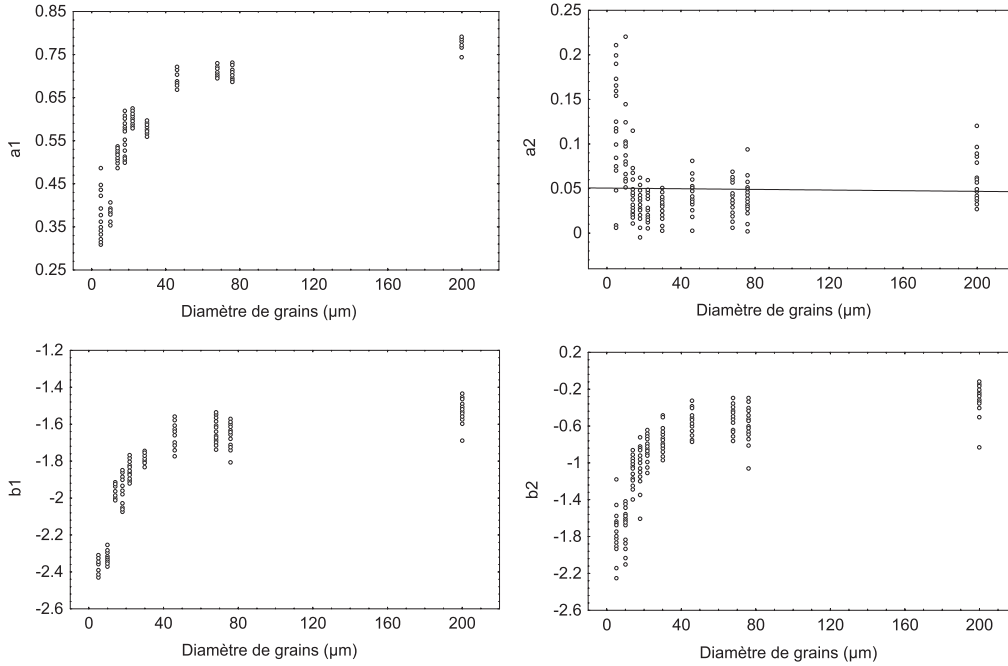 0.85
0.75
0.65
0.55
0.45
0.35
0.25
a1
0 40 80 120 160 200
Diamètre de grains (µm)
0.25
0.2
0.15
0.1
0.05
0
a2
0 40 80 120 160 200
Diamètre de grains (µm)
-1.2
-1.4
-1.6
-1.8
-2
-2.2
-2.4
-2.6
b1
0 40 80 120 160 200
Diamètre de grains (µm)
0.2
-0.2
-0.6
-1
-1.4
-1.8
-2.2
-2.6
b2
0 40 80 120 160 200
Diamètre de grains (µm)